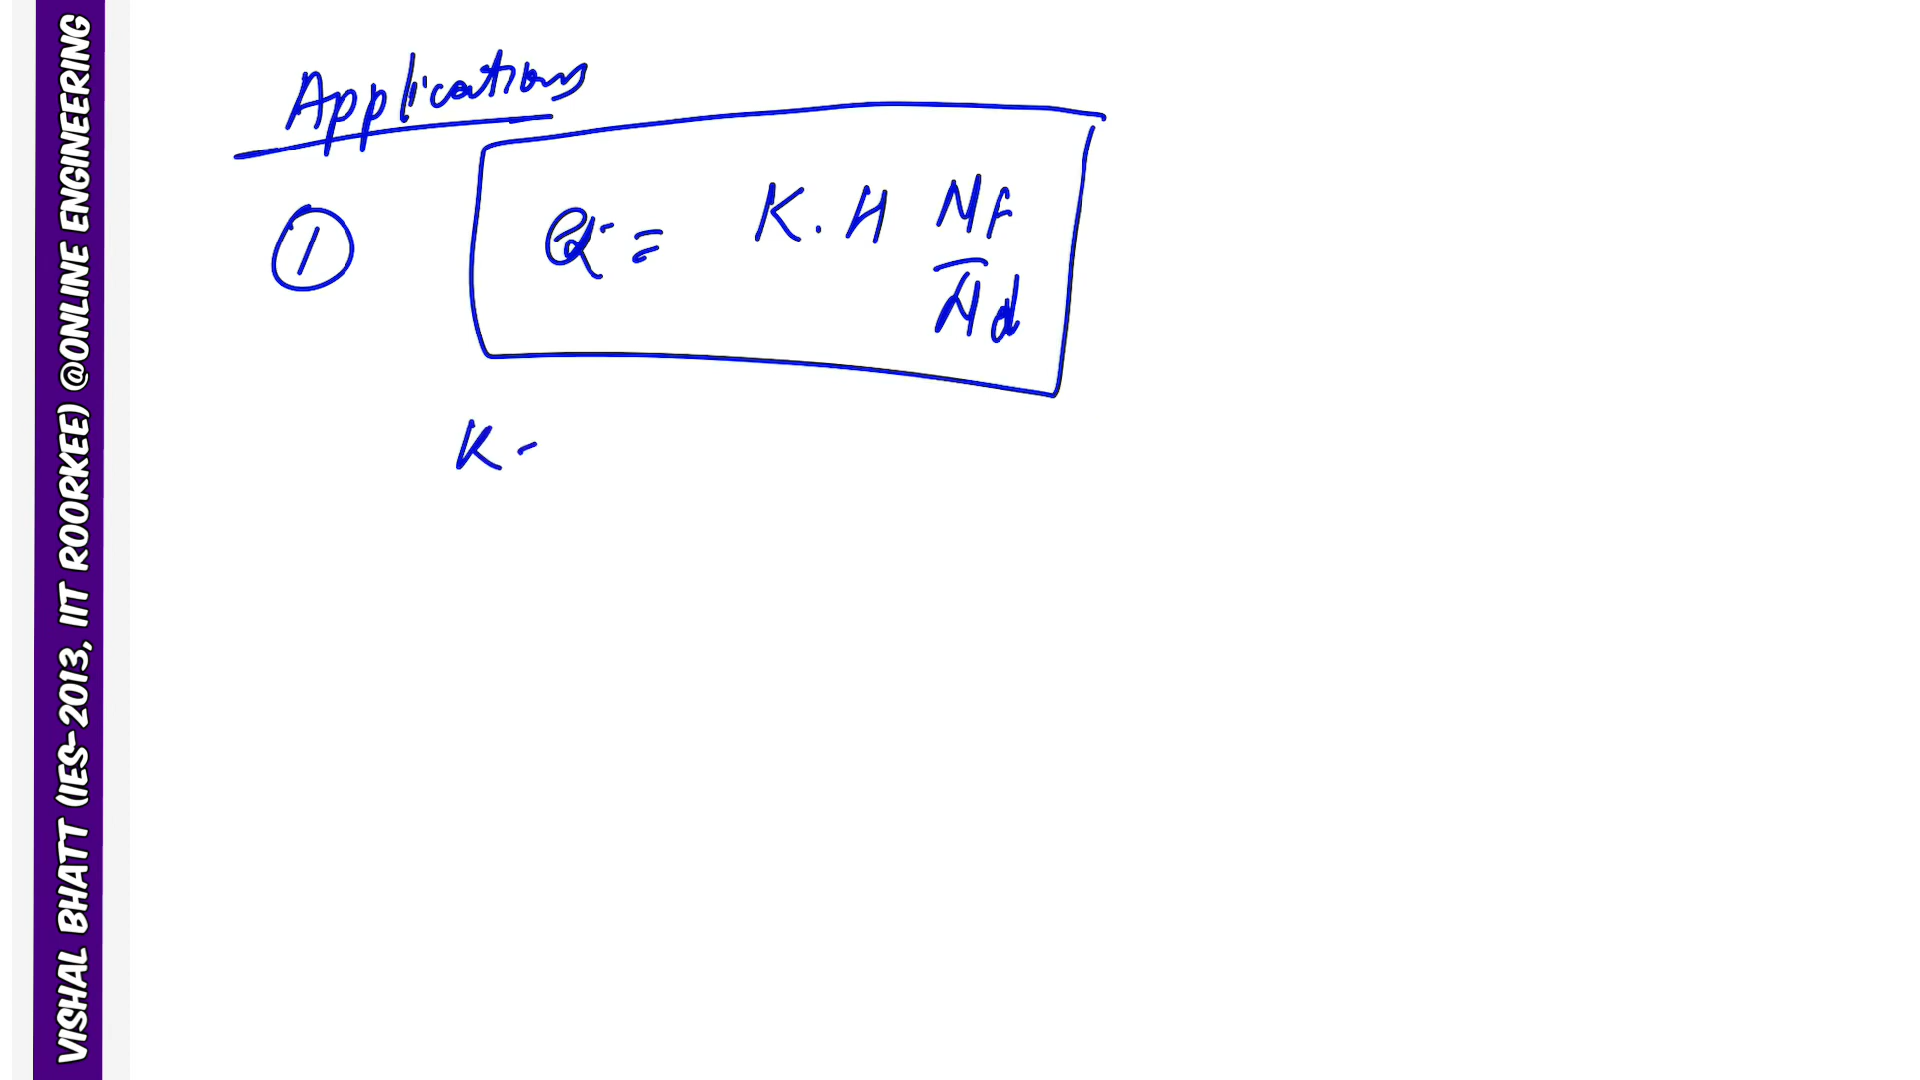 VISHAL BHATT (IES-2013, IIT ROORKEE) @ONLINE ENGINEERING
Applications
① Q = K . H Nf / Nd
K -